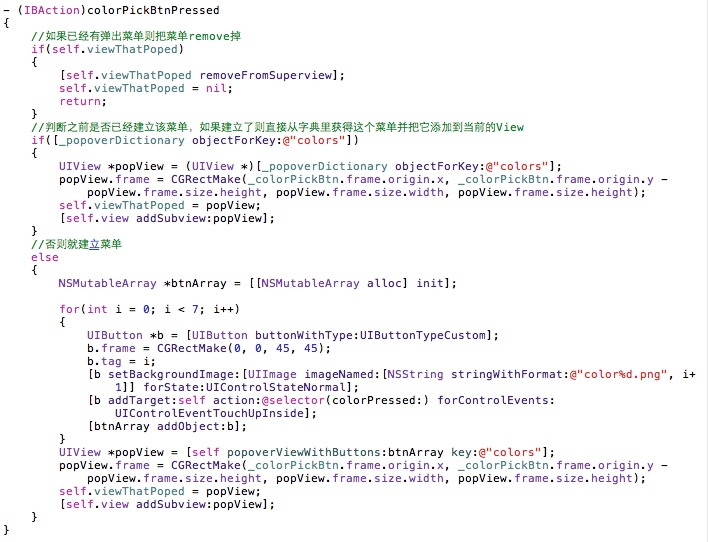 - (IBAction)colorPickBtnPressed
{
//如果已经有弹出菜单则把菜单remove掉
if(self.viewThatPoped)
{
[self.viewThatPoped removeFromSuperview];
self.viewThatPoped = nil;
return;
}
//判断之前是否已经建立该菜单，如果建立了则直接从字典里获得这个菜单并把它添加到当前的View
if([_popoverDictionary objectForKey:@"colors"])
{
UIView *popView = (UIView *)[_popoverDictionary objectForKey:@"colors"];
popView.frame = CGRectMake(_colorPickBtn.frame.origin.x, _colorPickBtn.frame.origin.y -
popView.frame.size.height, popView.frame.size.width, popView.frame.size.height);
self.viewThatPoped = popView;
[self.view addSubview:popView];
}
//否则就建立菜单
else
{
NSMutableArray *btnArray = [[NSMutableArray alloc] init];
for(int i = 0; i < 7; i++)
{
UIButton *b = [UIButton buttonWithType:UIButtonTypeCustom];
b.frame = CGRectMake(0, 0, 45, 45);
b.tag = i;
[b setBackgroundImage:[UIImage imageNamed:[NSString stringWithFormat:@"color%d.png", i+
1]] forState:UIControlStateNormal];
[b addTarget:self action:@selector(colorPressed:) forControlEvents:
UIControlEventTouchUpInside];
[btnArray addObject:b];
}
UIView *popView = [self popoverViewWithButtons:btnArray key:@"colors"];
popView.frame = CGRectMake(_colorPickBtn.frame.origin.x, _colorPickBtn.frame.origin.y -
popView.frame.size.height, popView.frame.size.width, popView.frame.size.height);
self.viewThatPoped = popView;
[self.view addSubview:popView];
}
}